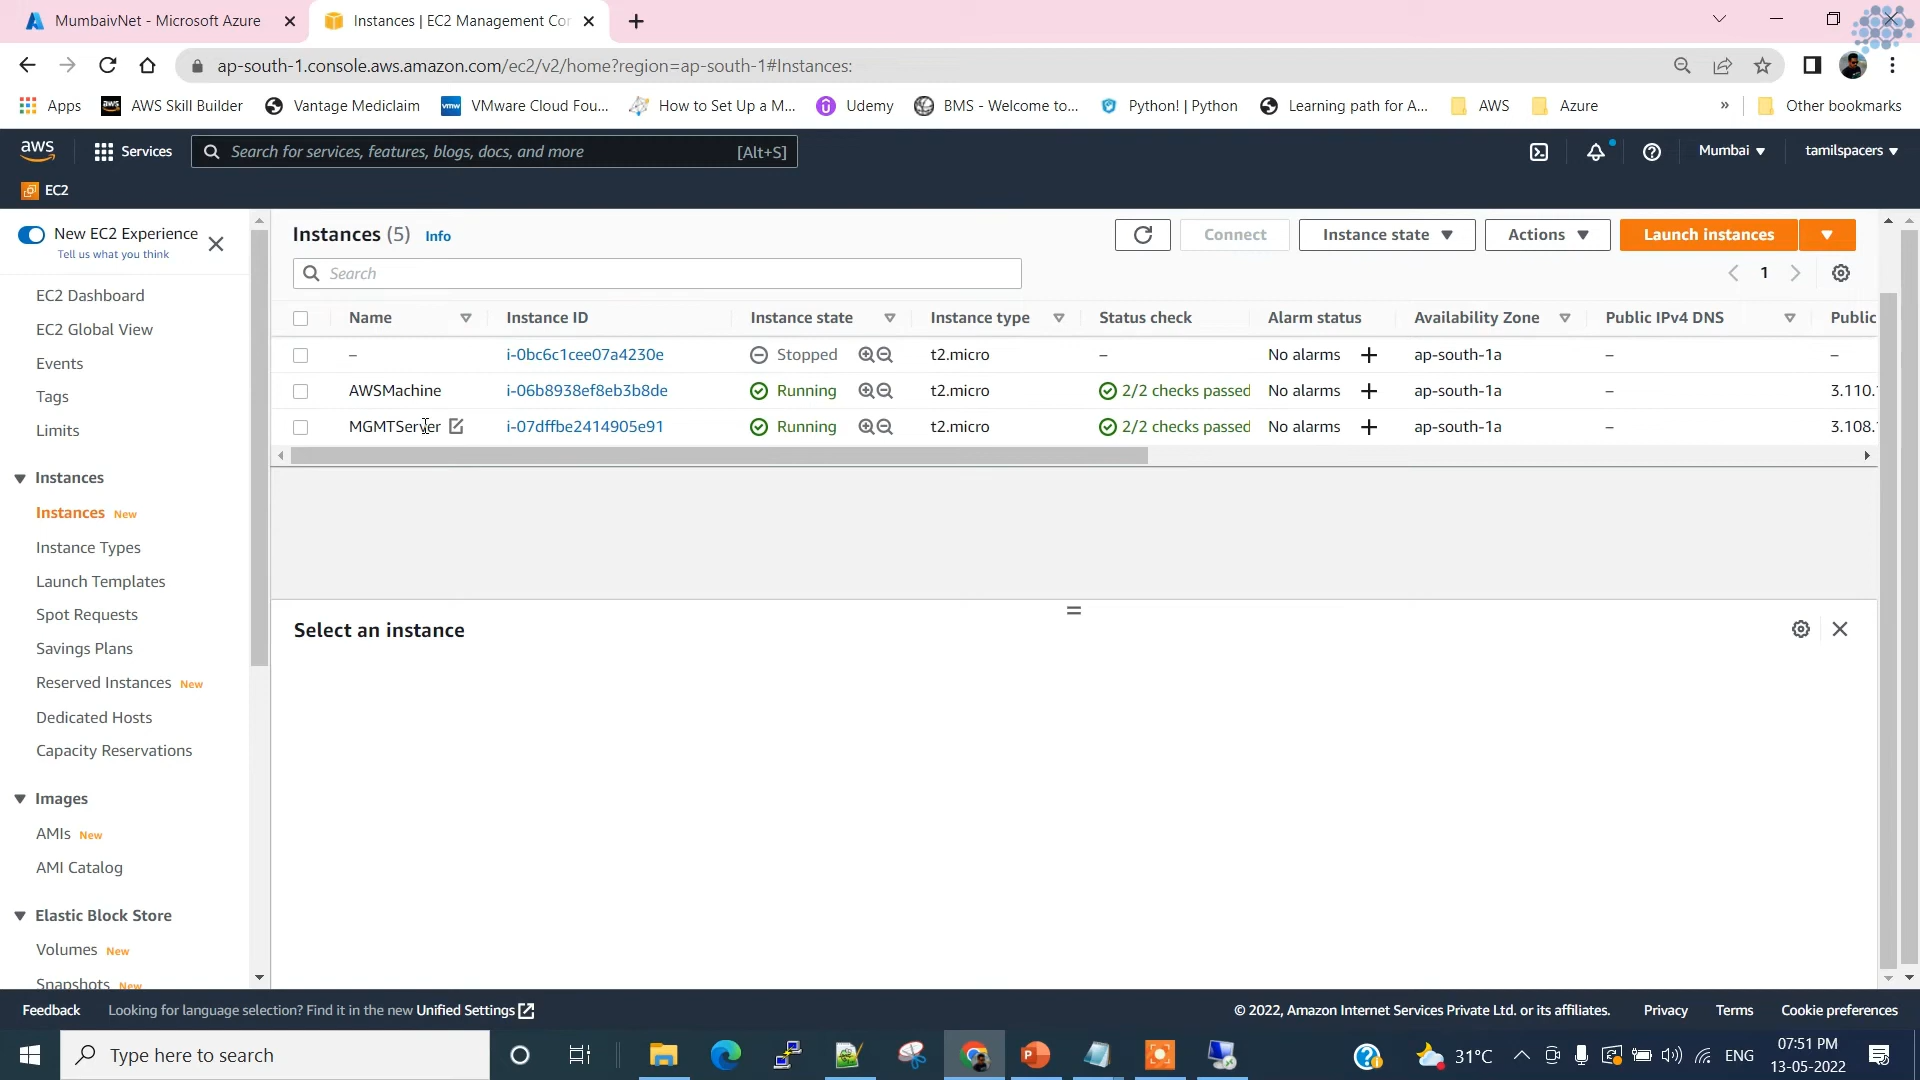 MumbaivNet - Microsoft Azure
Instances | EC2 Management Cor
ap-south-1.console.aws.amazon.com/ec2/v2/home?region=ap-south-1#Instances:
Apps
aws
AWS Skill Builder
Vantage Mediclaim
vmw
VMware Cloud Fou...
How to Set Up a M...
Udemy
BMS - Welcome to...
Python! | Python
Learning path for A...
AWS
Azure
»
Other bookmarks
aws
Services
Search for services, features, blogs, docs, and more
[Alt+S]
Mumbai
tamilspacers
EC2
New EC2 Experience
Tell us what you think
EC2 Dashboard
EC2 Global View
Events
Tags
Limits
Instances
Instances New
Instance Types
Launch Templates
Spot Requests
Savings Plans
Reserved Instances New
Dedicated Hosts
Capacity Reservations
Images
AMIs New
AMI Catalog
Elastic Block Store
Volumes New
Snapshots New
Instances (5) Info
Connect
Instance state
Actions
Launch instances
Search
1
Name Instance ID Instance state Instance type Status check Alarm status Availability Zone Public IPv4 DNS Public
– i-0bc6c1cee07a4230e Stopped t2.micro – No alarms + ap-south-1a – –
AWSMachine i-06b8938ef8eb3b8de Running t2.micro 2/2 checks passed No alarms + ap-south-1a – 3.110.
MGMTServer i-07dffbe2414905e91 Running t2.micro 2/2 checks passed No alarms + ap-south-1a – 3.108.
Select an instance
Feedback
Looking for language selection? Find it in the new Unified Settings
© 2022, Amazon Internet Services Private Ltd. or its affiliates.
Privacy
Terms
Cookie preferences
Type here to search
31°C
ENG
07:51 PM
13-05-2022